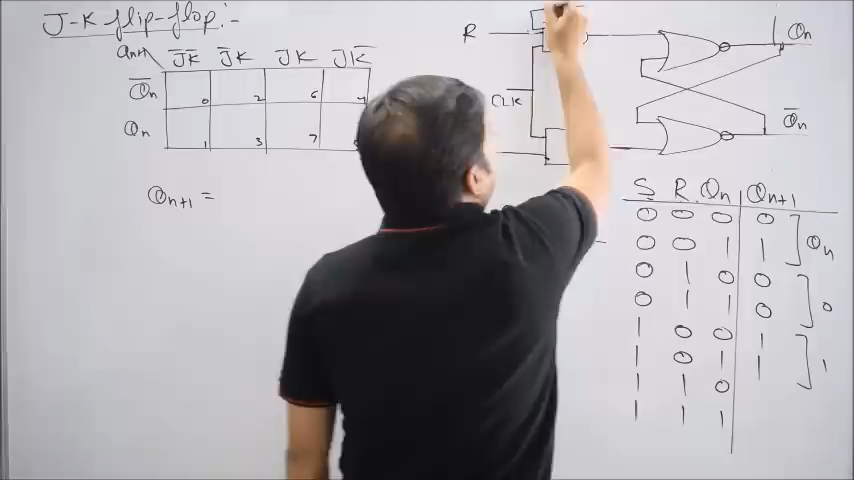 J-K flip-flop :-
Qn+1 J̅K̅ J̅K JK JK̅
Q̅n 0 2 6 4
Qn 1 3 7
Qn+1 =
R Qn
CLK
Q̅n
S R Qn Qn+1
0 0 0 0
0 0 1 1 Qn
0 1 0 0
0 1 1 0 0
1 0 0 1
1 0 1 1 1
1 1 0
1 1 1